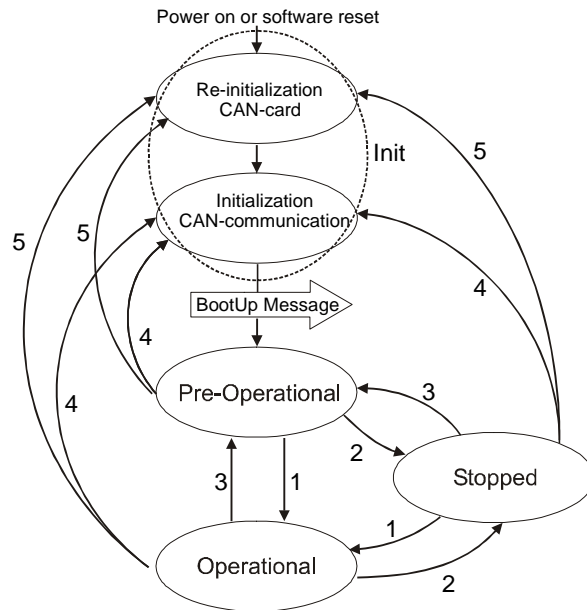 Power on or software reset
Re-initialization
CAN-card
Init
5
Initialization
CAN-communication
5
5
4
BootUp Message
4
4
Pre-Operational
3
2
3
1
Stopped
1
Operational
2